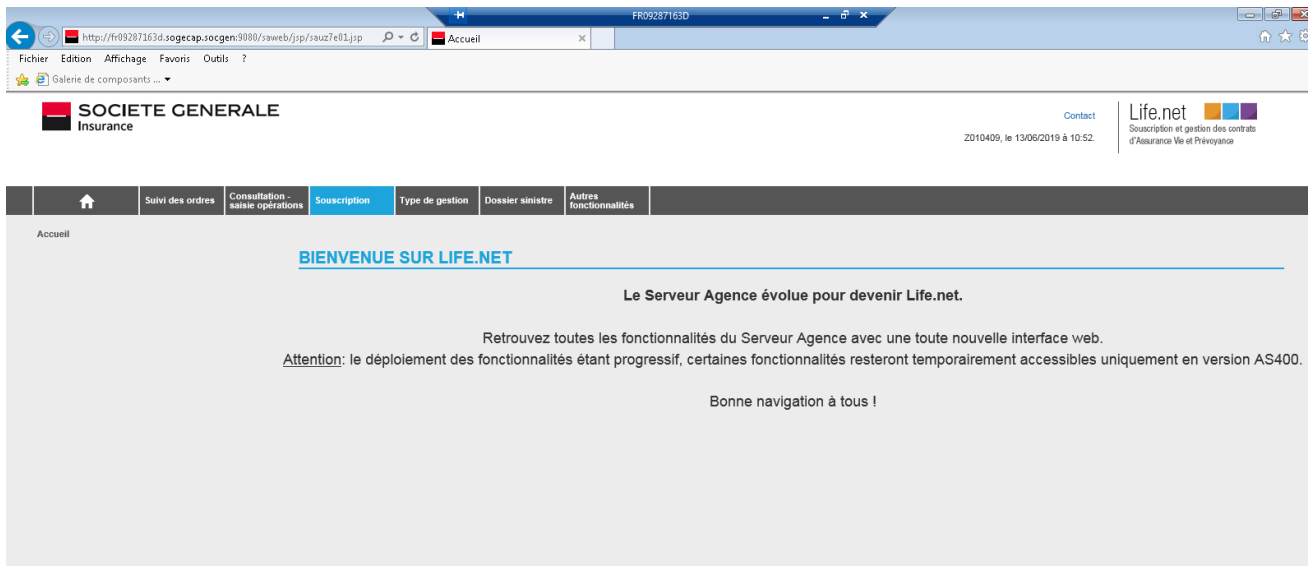 FR09287163D
http://fr09287163d.sogecap.socgen:9080/saweb/jsp/sauz7e01.jsp
Accueil
Fichier Edition Affichage Favoris Outils ?
Galerie de composants ...
SOCIETE GENERALE
Insurance
Contact
Z010409, le 13/06/2019 à 10:52.
Life.net
Souscription et gestion des contrats
d'Assurance Vie et Prévoyance
Suivi des ordres
Consultation -
saisie opérations
Souscription
Type de gestion
Dossier sinistre
Autres
fonctionnalités
Accueil
BIENVENUE SUR LIFE.NET
Le Serveur Agence évolue pour devenir Life.net.
Retrouvez toutes les fonctionnalités du Serveur Agence avec une toute nouvelle interface web.
Attention: le déploiement des fonctionnalités étant progressif, certaines fonctionnalités resteront temporairement accessibles uniquement en version AS400.
Bonne navigation à tous !